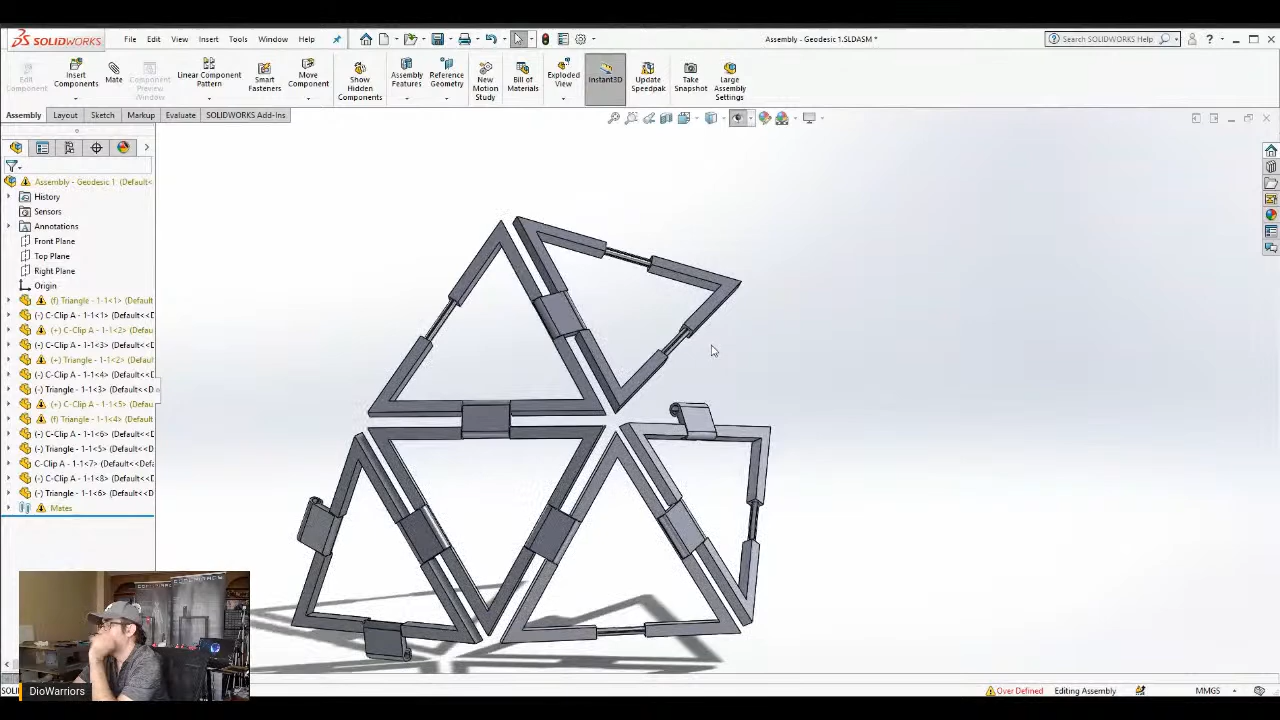 SOLIDWORKS File Edit View Insert Tools Window Help Assembly - Geodesic 1.SLDASM * Search SOLIDWORKS Help
Edit Component
Insert Components
Mate
Component Preview Window
Linear Component Pattern
Smart Fasteners
Move Component
Show Hidden Components
Assembly Features
Reference Geometry
New Motion Study
Bill of Materials
Exploded View
Instant3D
Update Speedpak
Take Snapshot
Large Assembly Settings
Assembly Layout Sketch Markup Evaluate SOLIDWORKS Add-Ins
Assembly - Geodesic 1 (Default<
History
Sensors
Annotations
Front Plane
Top Plane
Right Plane
Origin
(f) Triangle - 1-1<1> (Default
(-) C-Clip A - 1-1<1> (Default<<D
(+) C-Clip A - 1-1<2> (Defau
(-) C-Clip A - 1-1<3> (Default<<D
(+) Triangle - 1-1<2> (Default
(-) C-Clip A - 1-1<4> (Default<<D
(-) Triangle - 1-1<3> (Default<<D
(+) C-Clip A - 1-1<5> (Defau
(f) Triangle - 1-1<4> (Default
(-) C-Clip A - 1-1<6> (Default<<D
(-) Triangle - 1-1<5> (Default<<D
C-Clip A - 1-1<7> (Default<<D
(-) C-Clip A - 1-1<8> (Default<<D
(-) Triangle - 1-1<6> (Default<<D
Mates
DioWarriors
Over Defined Editing Assembly MMGS